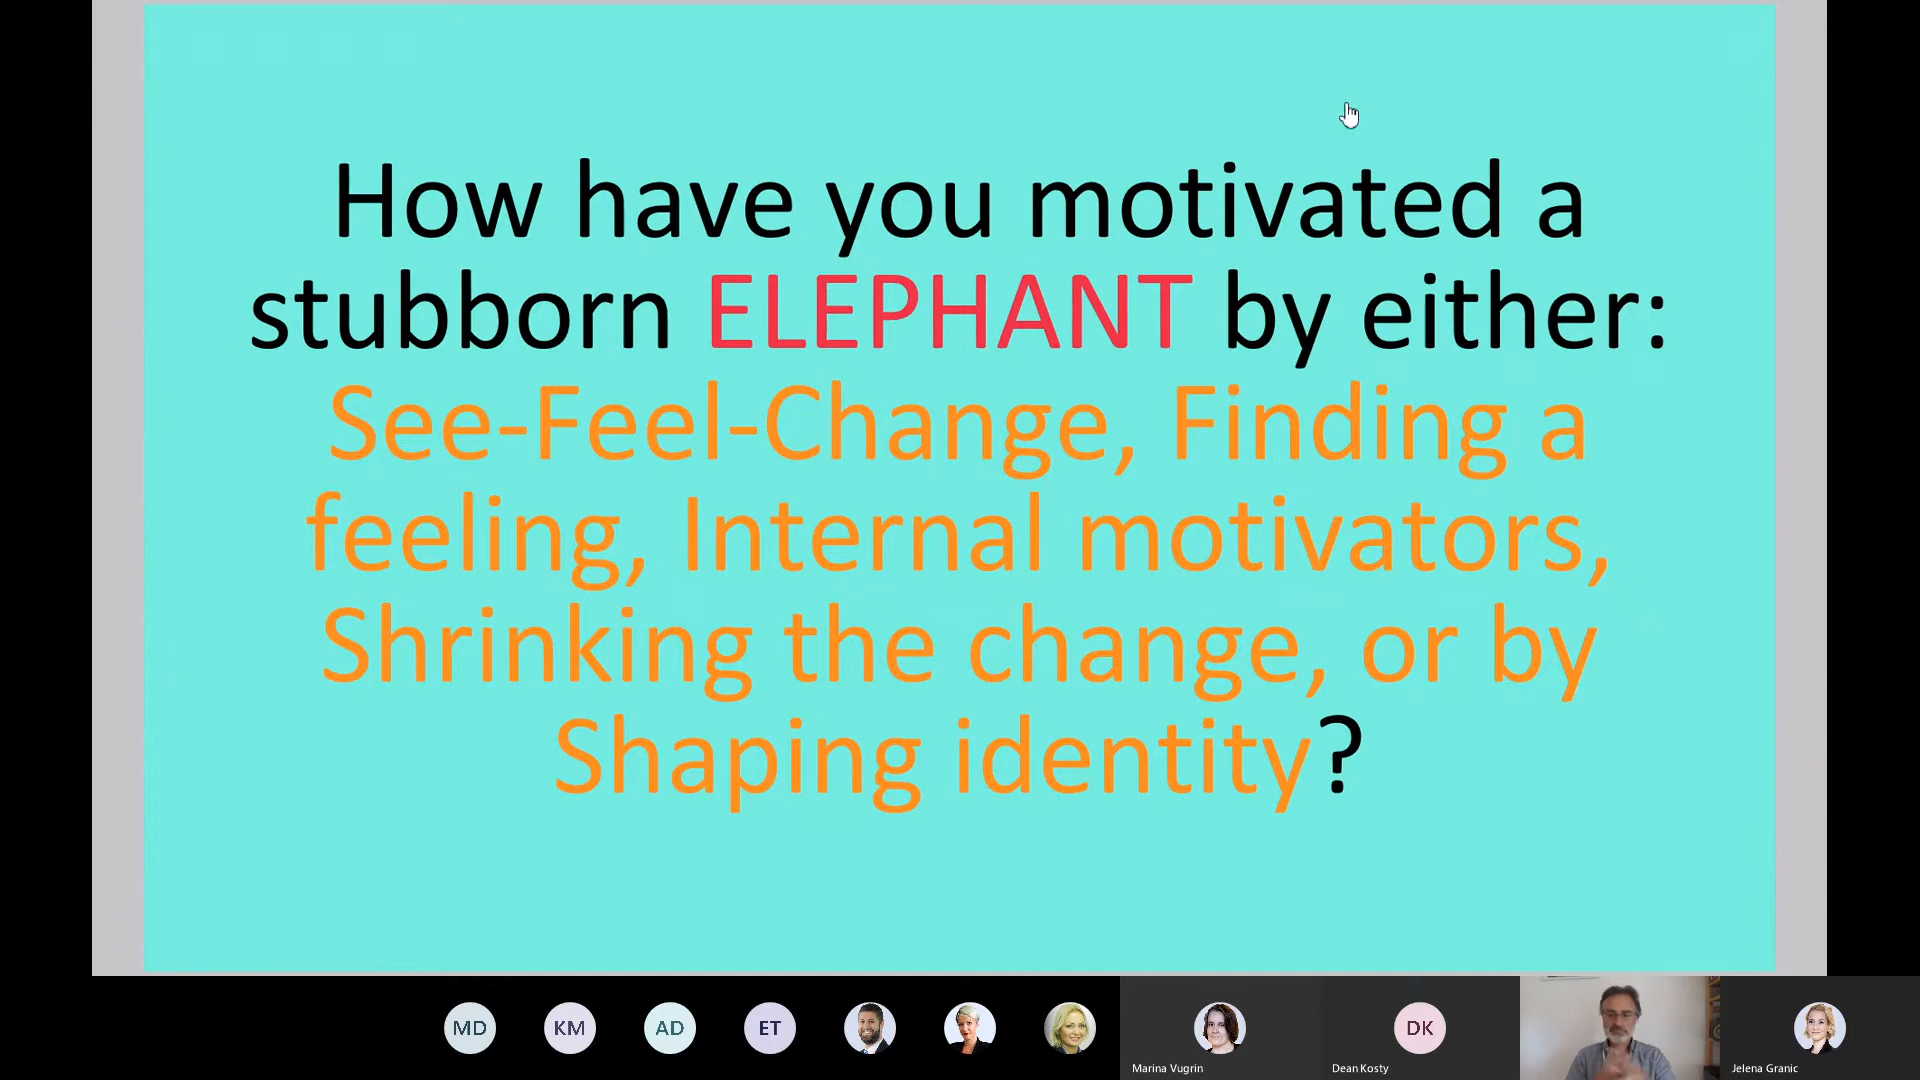 How have you motivated a
stubborn ELEPHANT by either:
See-Feel-Change, Finding a
feeling, Internal motivators,
Shrinking the change, or by
Shaping identity?
MD
KM
AD
ET
DK
Marina Vugrin
Dean Kosty
Jelena Granic